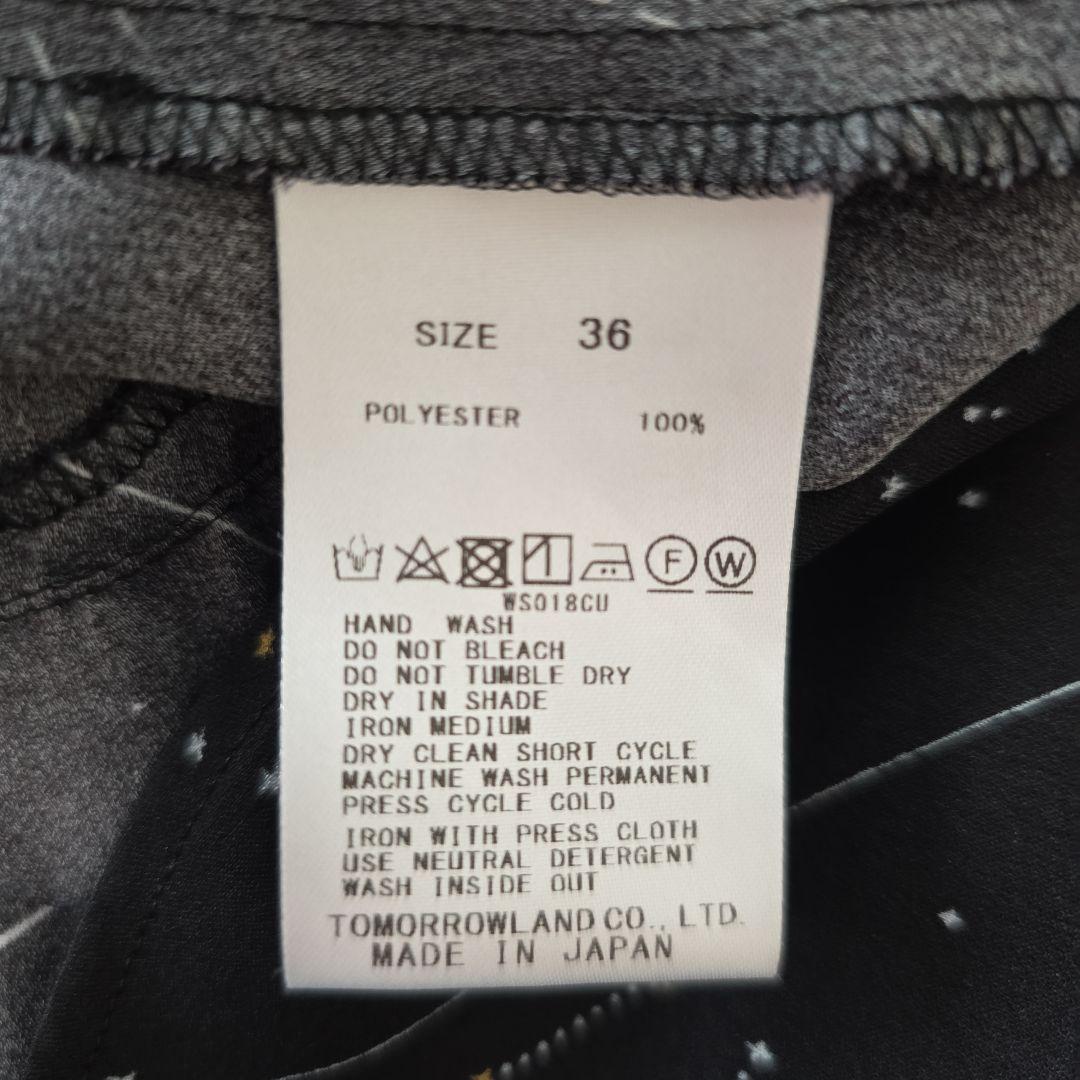 SIZE 36
POLYESTER 100%
F W
WS018CU
HAND WASH
DO NOT BLEACH
DO NOT TUMBLE DRY
DRY IN SHADE
IRON MEDIUM
DRY CLEAN SHORT CYCLE
MACHINE WASH PERMANENT
PRESS CYCLE COLD
IRON WITH PRESS CLOTH
USE NEUTRAL DETERGENT
WASH INSIDE OUT
TOMORROWLAND CO., LTD.
MADE IN JAPAN